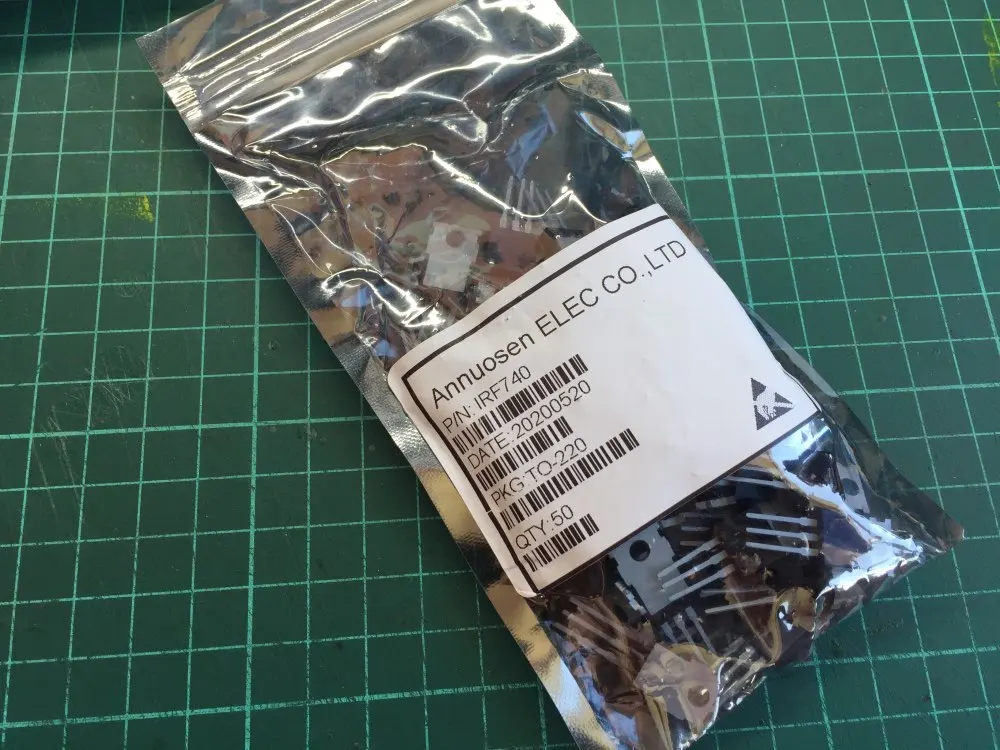 Annuosen ELEC CO.,LTD
P/N: IRF740
DATE:20200520
PKG:TO-220
QTY:50